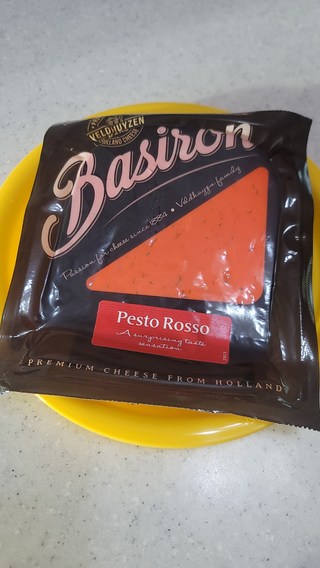 VELDHUYZEN
HOLLAND CHEESE
Basiron
Passion for cheese since 1884 • Veldhuyzen family
Pesto Rosso
A surprising taste
sensation
PREMIUM CHEESE FROM HOLLAND